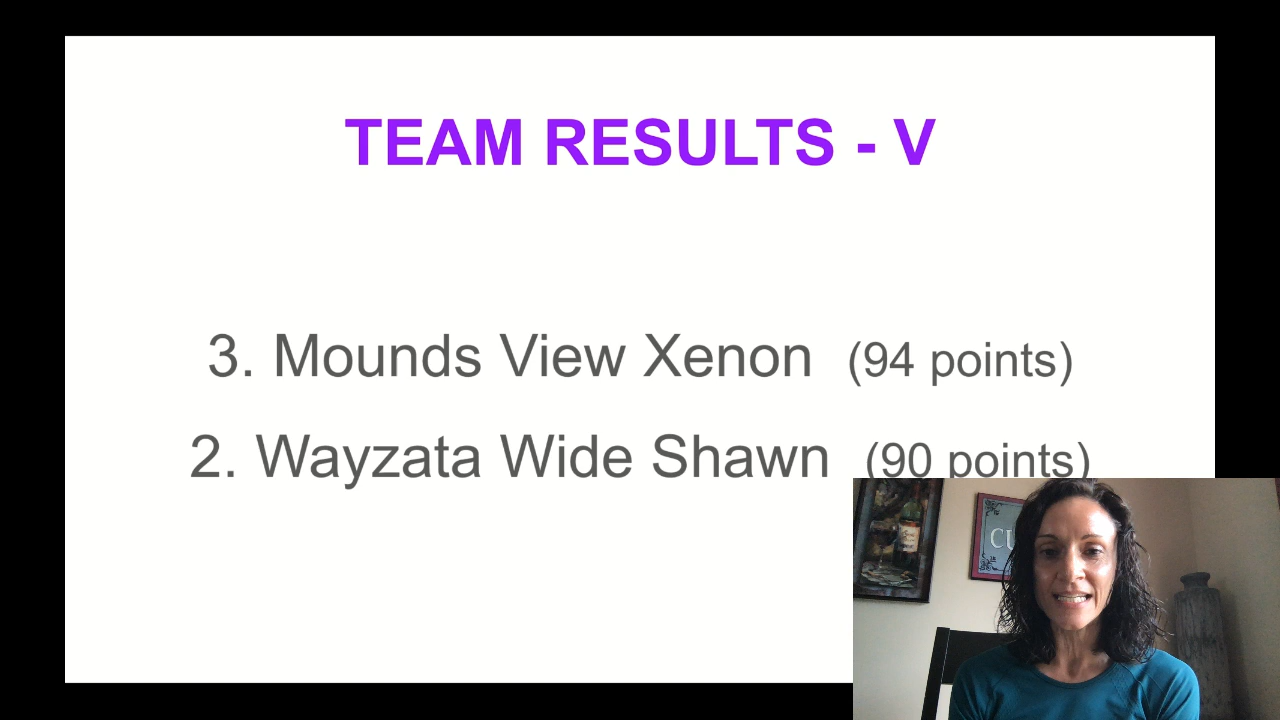 TEAM RESULTS - V
3. Mounds View Xenon (94 points)
2. Wayzata Wide Shawn (90 points)